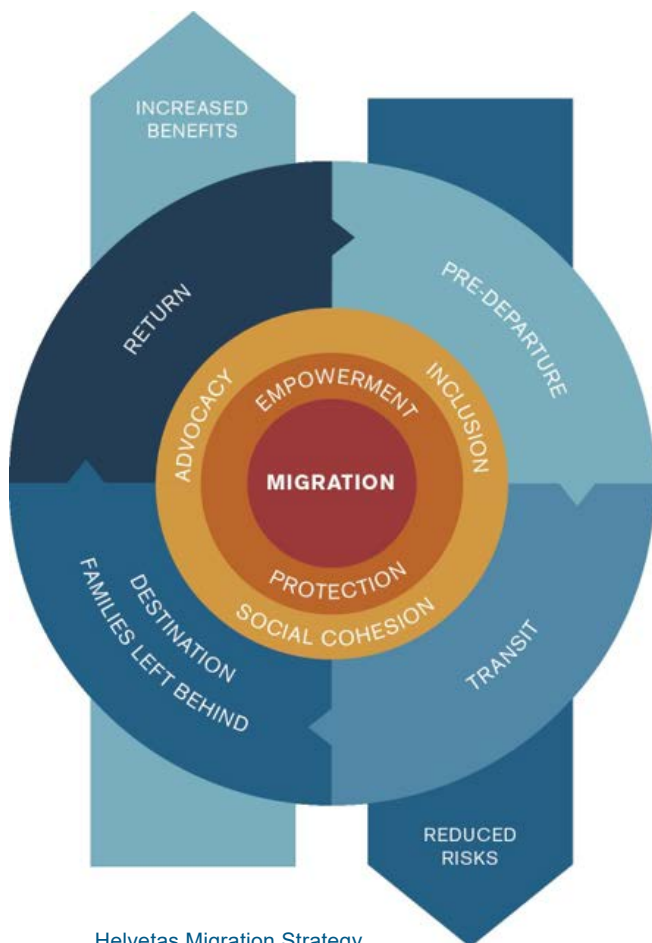 INCREASED
BENEFITS
RETURN
PRE-DEPARTURE
ADVOCACY
EMPOWERMENT
INCLUSION
MIGRATION
PROTECTION
SOCIAL COHESION
DESTINATION
FAMILIES LEFT BEHIND
TRANSIT
REDUCED
RISKS
Helvetas Migration Strategy